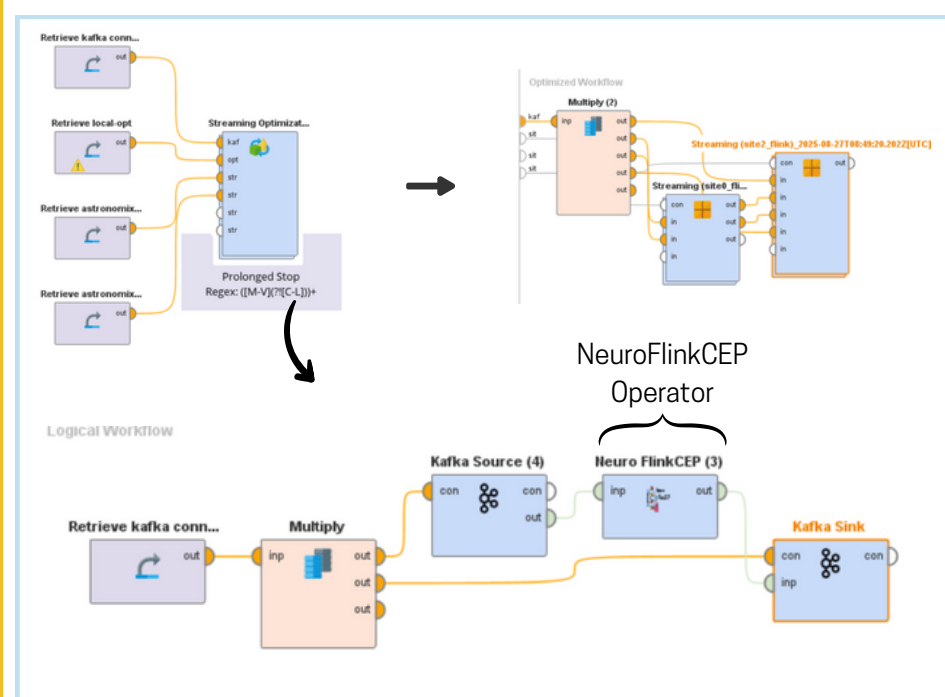 Retrieve kafka conn...
out
Retrieve local-opt
out
Retrieve astronomix...
out
Retrieve astronomix...
out
Streaming Optimizat...
kaf
opt
str
str
str
str
Prolonged Stop
Regex: ([M-V](?![C-L]))+
Optimized Workflow
kaf
sit
sit
sit
Multiply (2)
inp
out
out
out
out
out
Streaming (site0_fli...
con
out
in
out
in
out
in
Streaming (site2_flink)_2025-08-27T08:49:20.202Z[UTC]
con
out
in
in
in
in
in
NeuroFlinkCEP
Operator
Logical Workflow
Retrieve kafka conn...
out
Multiply
inp
out
out
out
Kafka Source (4)
con
con
out
Neuro FlinkCEP (3)
inp
out
Kafka Sink
con
con
inp